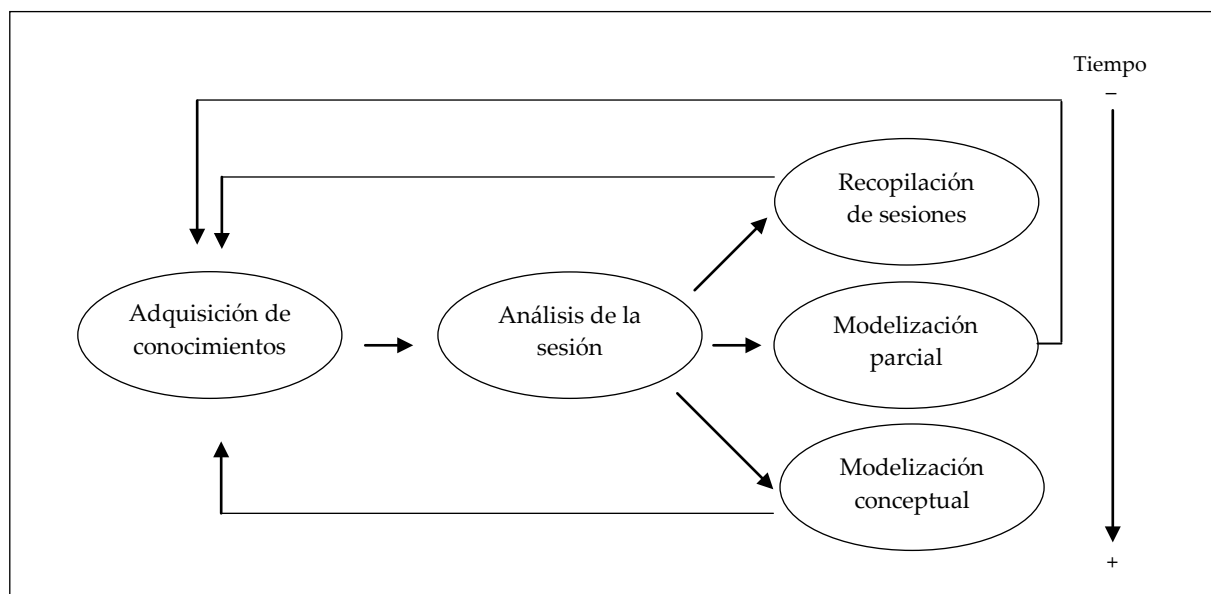 Tiempo
–
Recopilación
de sesiones
Adquisición de
conocimientos
Análisis de la
sesión
Modelización
parcial
Modelización
conceptual
+